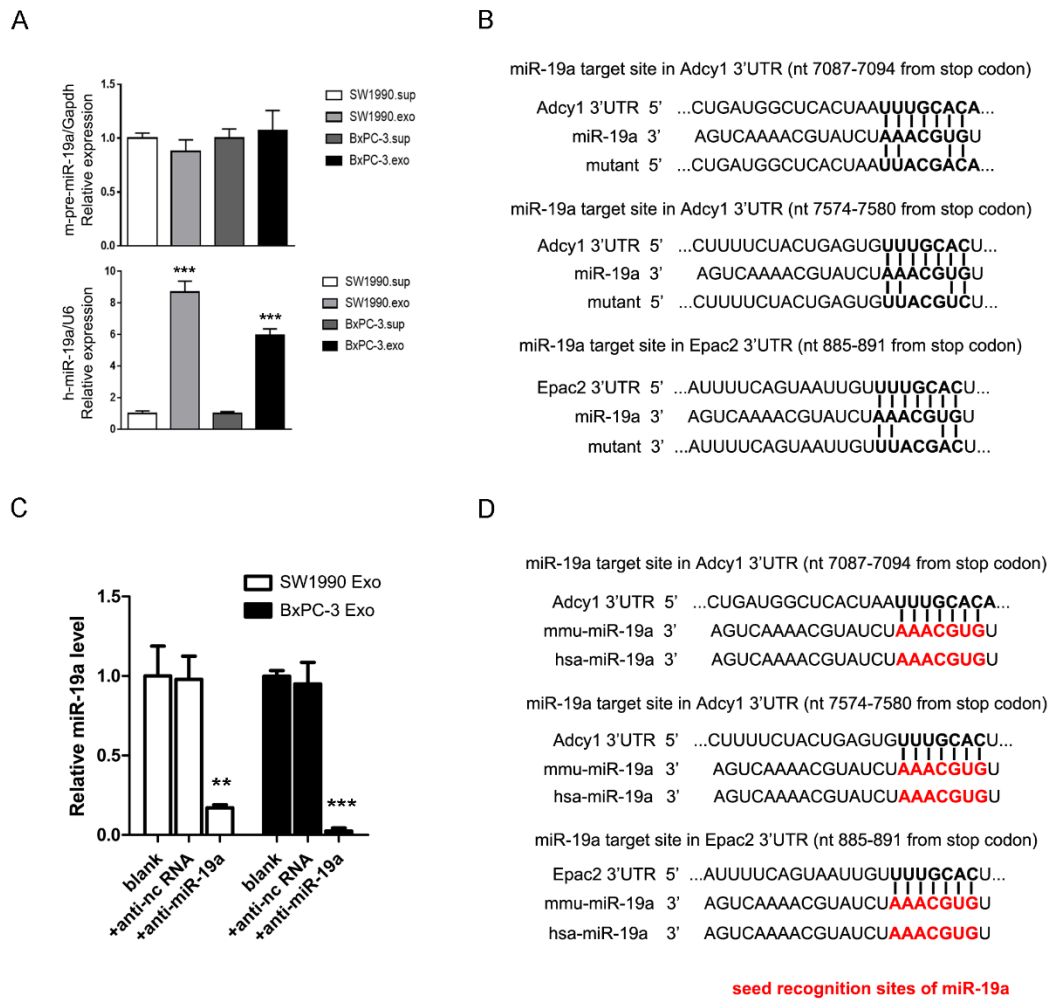 A
m-pre-miR-19a/Gapdh
Relative expression
1.5
1.0
0.5
0.0
SW1990.sup
SW1990.exo
BxPC-3.sup
BxPC-3.exo
h-miR-19a/U6
Relative expression
10
8
6
4
2
0
***
***
SW1990.sup
SW1990.exo
BxPC-3.sup
BxPC-3.exo
B
miR-19a target site in Adcy1 3'UTR (nt 7087-7094 from stop codon)
Adcy1 3'UTR 5' ...CUGAUGGCUCACUAAUUUGCACA...
miR-19a 3' AGUCAAAACGUAUCUAAACGUGU
mutant 5' ...CUGAUGGCUCACUAAUUACGACA...
miR-19a target site in Adcy1 3'UTR (nt 7574-7580 from stop codon)
Adcy1 3'UTR 5' ...CUUUUCUACUGAGUGUUUGCACU...
miR-19a 3' AGUCAAAACGUAUCUAAACGUGU
mutant 5' ...CUUUUCUACUGAGUGUUACGUCU...
miR-19a target site in Epac2 3'UTR (nt 885-891 from stop codon)
Epac2 3'UTR 5' ...AUUUUCAGUAAUUGUUUUGCACU...
miR-19a 3' AGUCAAAACGUAUCUAAACGUGU
mutant 3' ...AUUUUCAGUAAUUGUUUACGACU...
C
Relative miR-19a level
1.5
1.0
0.5
0.0
SW1990 Exo
BxPC-3 Exo
**
***
blank
+anti-nc RNA
+anti-miR-19a
blank
+anti-nc RNA
+anti-miR-19a
D
miR-19a target site in Adcy1 3'UTR (nt 7087-7094 from stop codon)
Adcy1 3'UTR 5' ...CUGAUGGCUCACUAAUUUGCACA...
mmu-miR-19a 3' AGUCAAAACGUAUCUAAACGUGU
hsa-miR-19a 3' AGUCAAAACGUAUCUAAACGUGU
miR-19a target site in Adcy1 3'UTR (nt 7574-7580 from stop codon)
Adcy1 3'UTR 5' ...CUUUUCUACUGAGUGUUUGCACU...
mmu-miR-19a 3' AGUCAAAACGUAUCUAAACGUGU
hsa-miR-19a 3' AGUCAAAACGUAUCUAAACGUGU
miR-19a target site in Epac2 3'UTR (nt 885-891 from stop codon)
Epac2 3'UTR 5' ...AUUUUCAGUAAUUGUUUUGCACU...
mmu-miR-19a 3' AGUCAAAACGUAUCUAAACGUGU
hsa-miR-19a 3' AGUCAAAACGUAUCUAAACGUGU
seed recognition sites of miR-19a